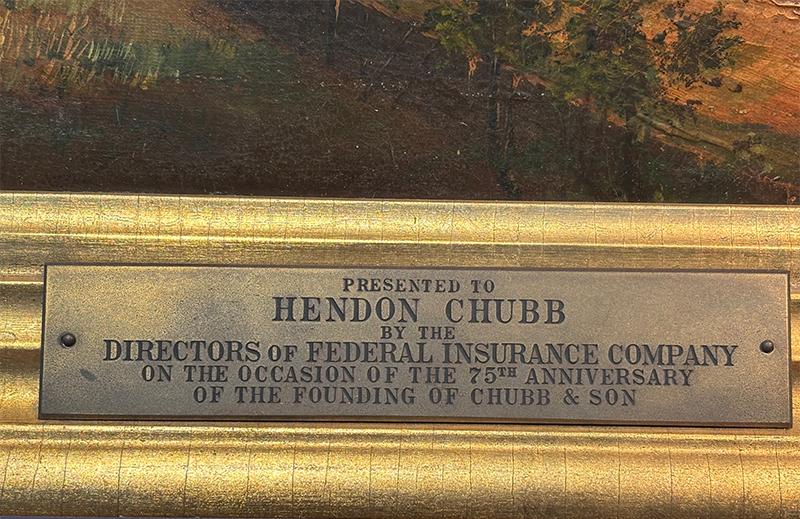 PRESENTED TO
HENDON CHUBB
BY THE
DIRECTORS OF FEDERAL INSURANCE COMPANY
ON THE OCCASION OF THE 75TH ANNIVERSARY
OF THE FOUNDING OF CHUBB & SON